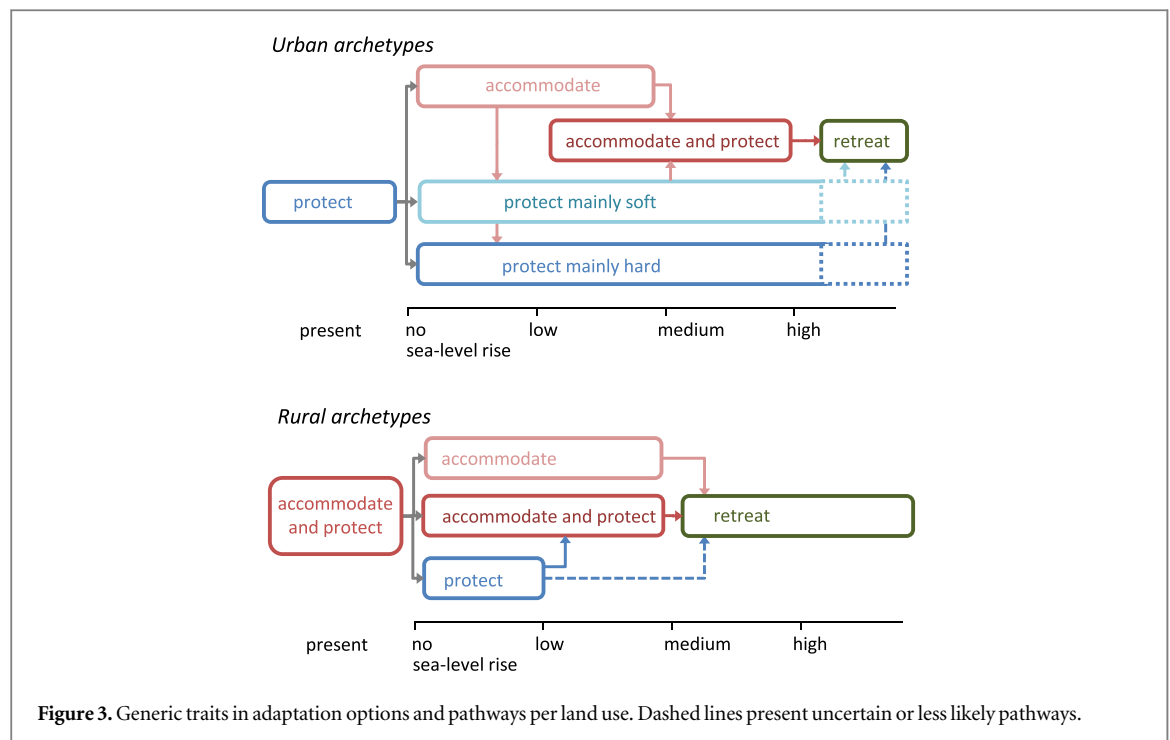 Urban archetypes
accommodate
accommodate and protect
retreat
protect
protect mainly soft
protect mainly hard
present
no
low
medium
high
sea-level rise
Rural archetypes
accommodate
accommodate
and protect
accommodate and protect
retreat
protect
present
no
low
medium
high
sea-level rise
Figure 3. Generic traits in adaptation options and pathways per land use. Dashed lines present uncertain or less likely pathways.